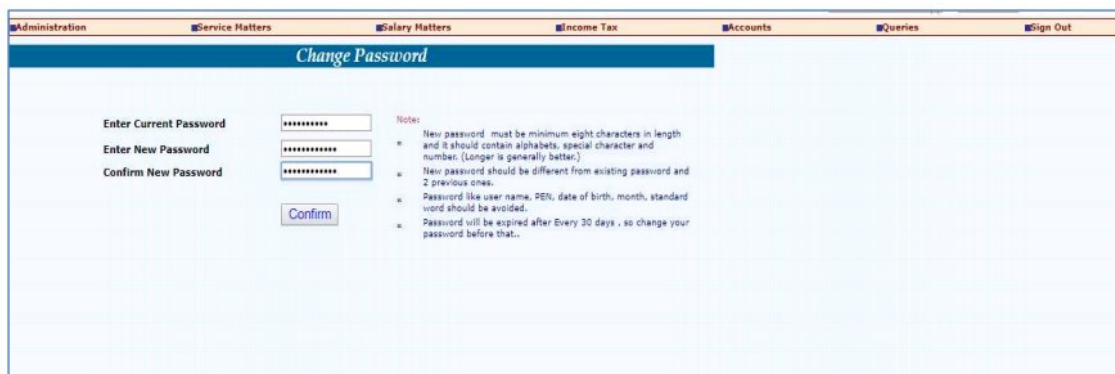 Administration Service Matters Salary Matters Income Tax Accounts Queries Sign Out
Change Password
Enter Current Password ••••••••••
Enter New Password ••••••••••••
Confirm New Password ••••••••••••
Confirm
Note:
New password must be minimum eight characters in length
and it should contain alphabets, special character and
number. (Longer is generally better.)
New password should be different from existing password and
2 previous ones.
Password like user name, PEN, date of birth, month, standard
word should be avoided.
Password will be expired after Every 30 days , so change your
password before that..